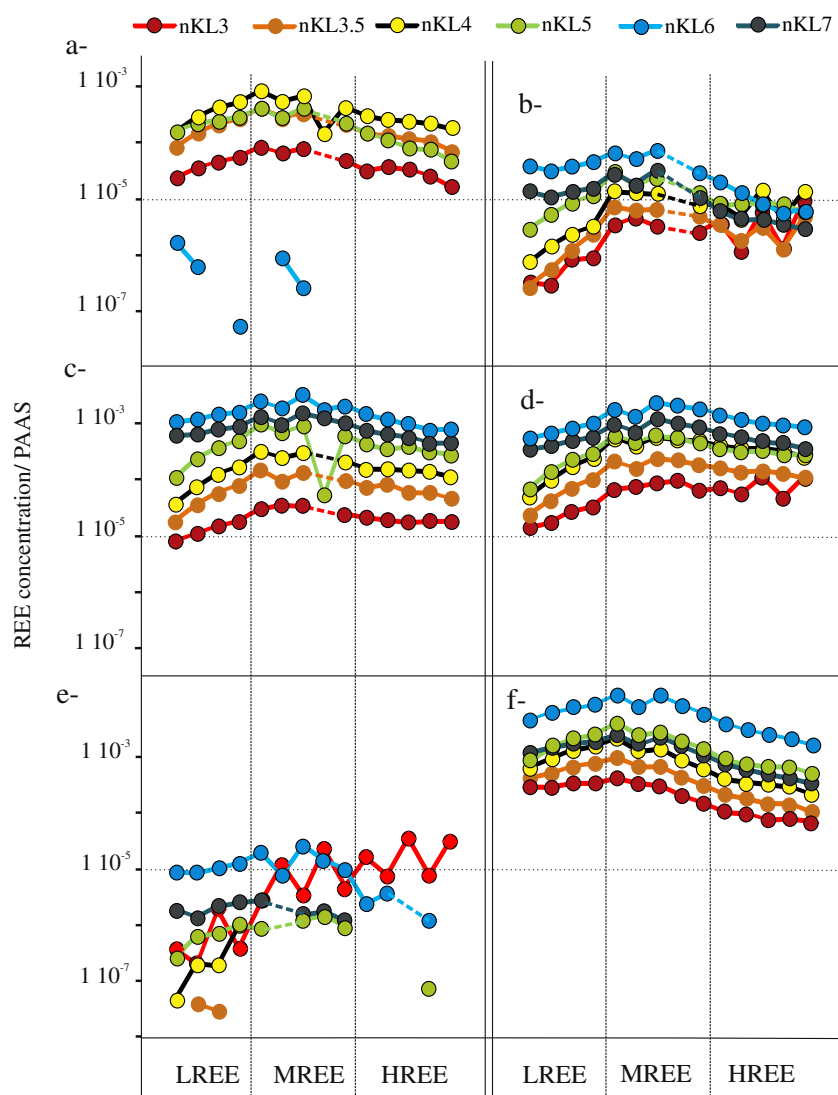 nKL3 nKL3.5 nKL4 nKL5 nKL6 nKL7
a-
1 10-3
1 10-5
1 10-7
b-
c-
1 10-3
1 10-5
1 10-7
d-
e-
1 10-3
1 10-5
1 10-7
f-
REE concentration/ PAAS
LREE MREE HREE LREE MREE HREE